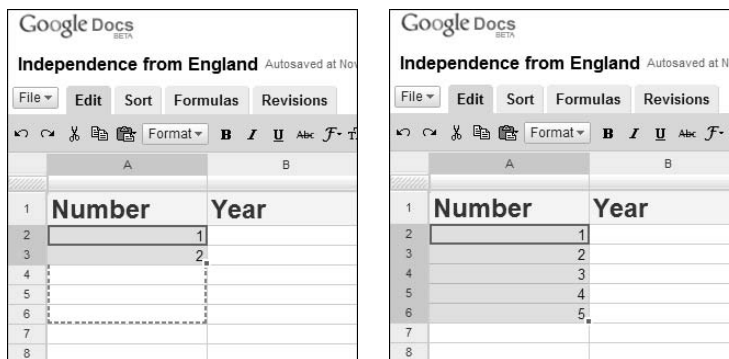 Google Docs
BETA
Independence from England Autosaved at Nov
File Edit Sort Formulas Revisions
Format B I U Abc F T
A B
1 Number Year
2 1
3 2
4
5
6
7
8
Google Docs
BETA
Independence from England Autosaved at N
File Edit Sort Formulas Revisions
Format B I U Abc F
A B
1 Number Year
2 1
3 2
4 3
5 4
6 5
7
8